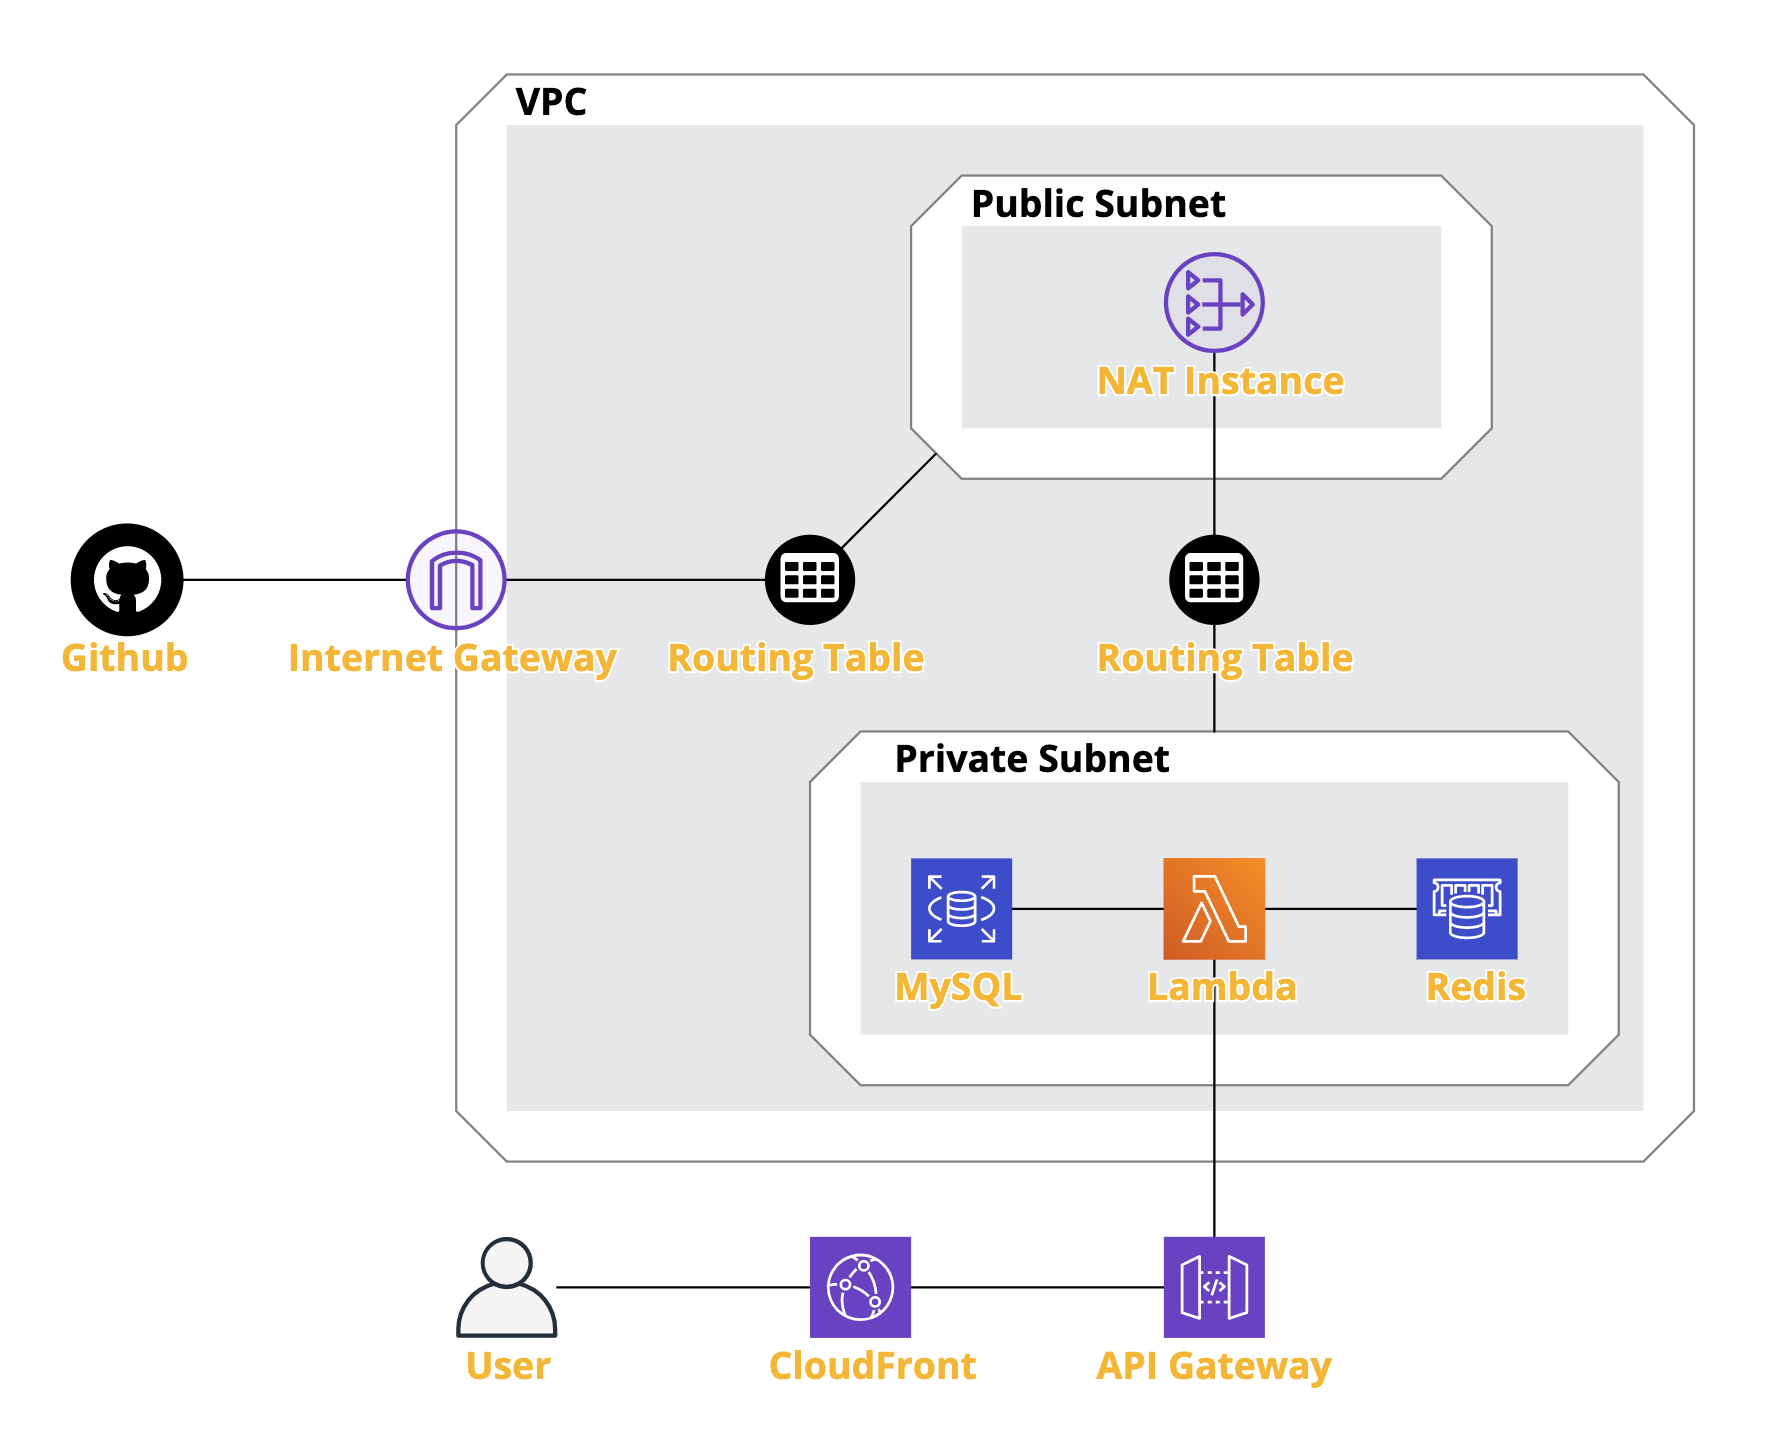 VPC
Public Subnet
NAT Instance
Github
Internet Gateway
Routing Table
Routing Table
Private Subnet
MySQL
Lambda
Redis
User
CloudFront
API Gateway